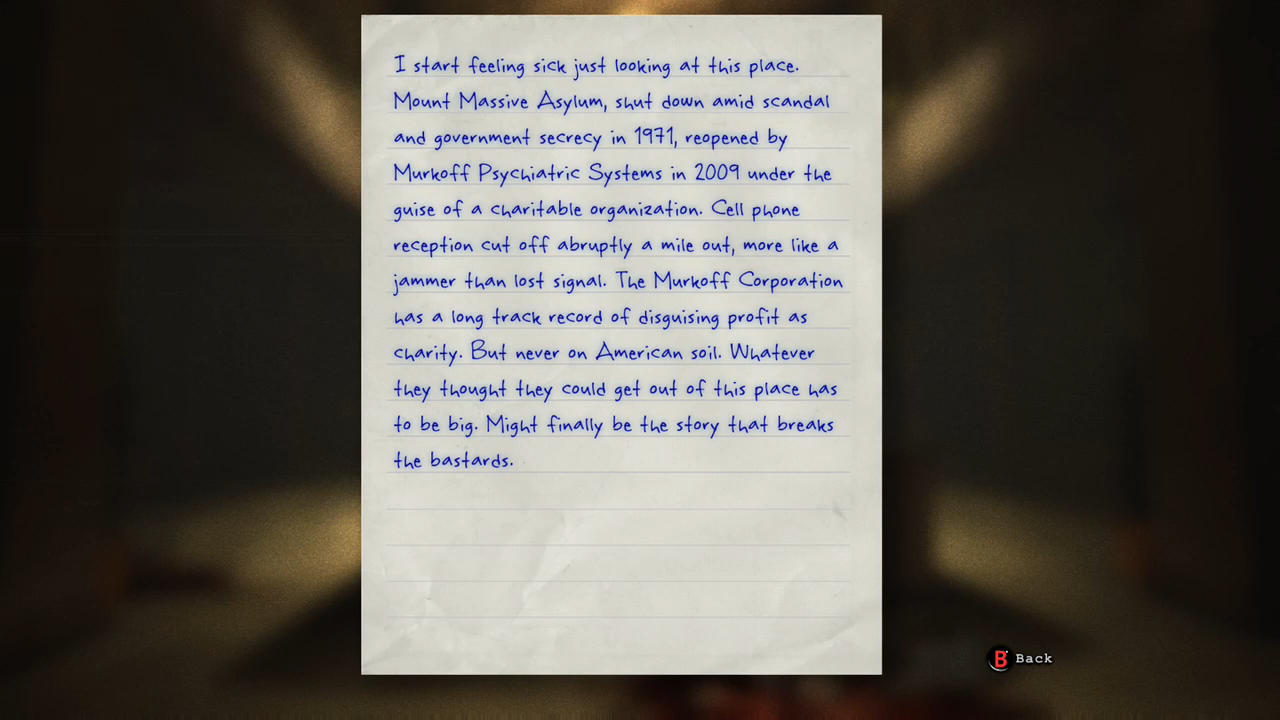 I start feeling sick just looking at this place.
Mount Massive Asylum, shut down amid scandal
and government secrecy in 1971, reopened by
Murkoff Psychiatric Systems in 2009 under the
guise of a charitable organization. Cell phone
reception cut off abruptly a mile out, more like a
jammer than lost signal. The Murkoff Corporation
has a long track record of disguising profit as
charity. But never on American soil. Whatever
they thought they could get out of this place has
to be big. Might finally be the story that breaks
the bastards.
B Back